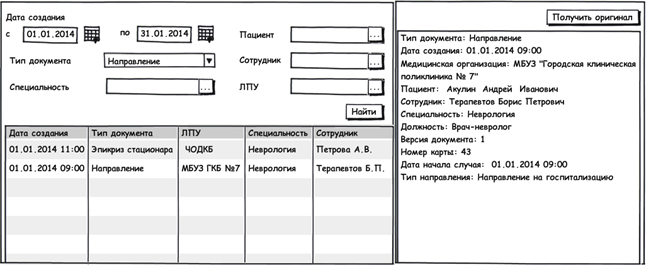 Дата создания
с 01.01.2014 по 31.01.2014 Пациент ...
Тип документа Направление Сотрудник ...
Специальность ... ЛПУ ...
Найти
Дата создания Тип документа ЛПУ Специальность Сотрудник
01.01.2014 11:00 Эпикриз стационара ЧОДКБ Неврология Петрова А.В.
01.01.2014 09:00 Направление МБУЗ ГКБ №7 Неврология Терапевтов Б.П.
Получить оригинал
Тип документа: Направление
Дата создания: 01.01.2014 09:00
Медицинская организация: МБУЗ "Городская клиническая
поликлиника № 7"
Пациент: Акулин Андрей Иванович
Сотрудник: Терапевтов Борис Петрович
Специальность: Неврология
Должность: Врач-невролог
Версия документа: 1
Номер карты: 43
Дата начала случая: 01.01.2014 09:00
Тип направления: Направление на госпитализацию